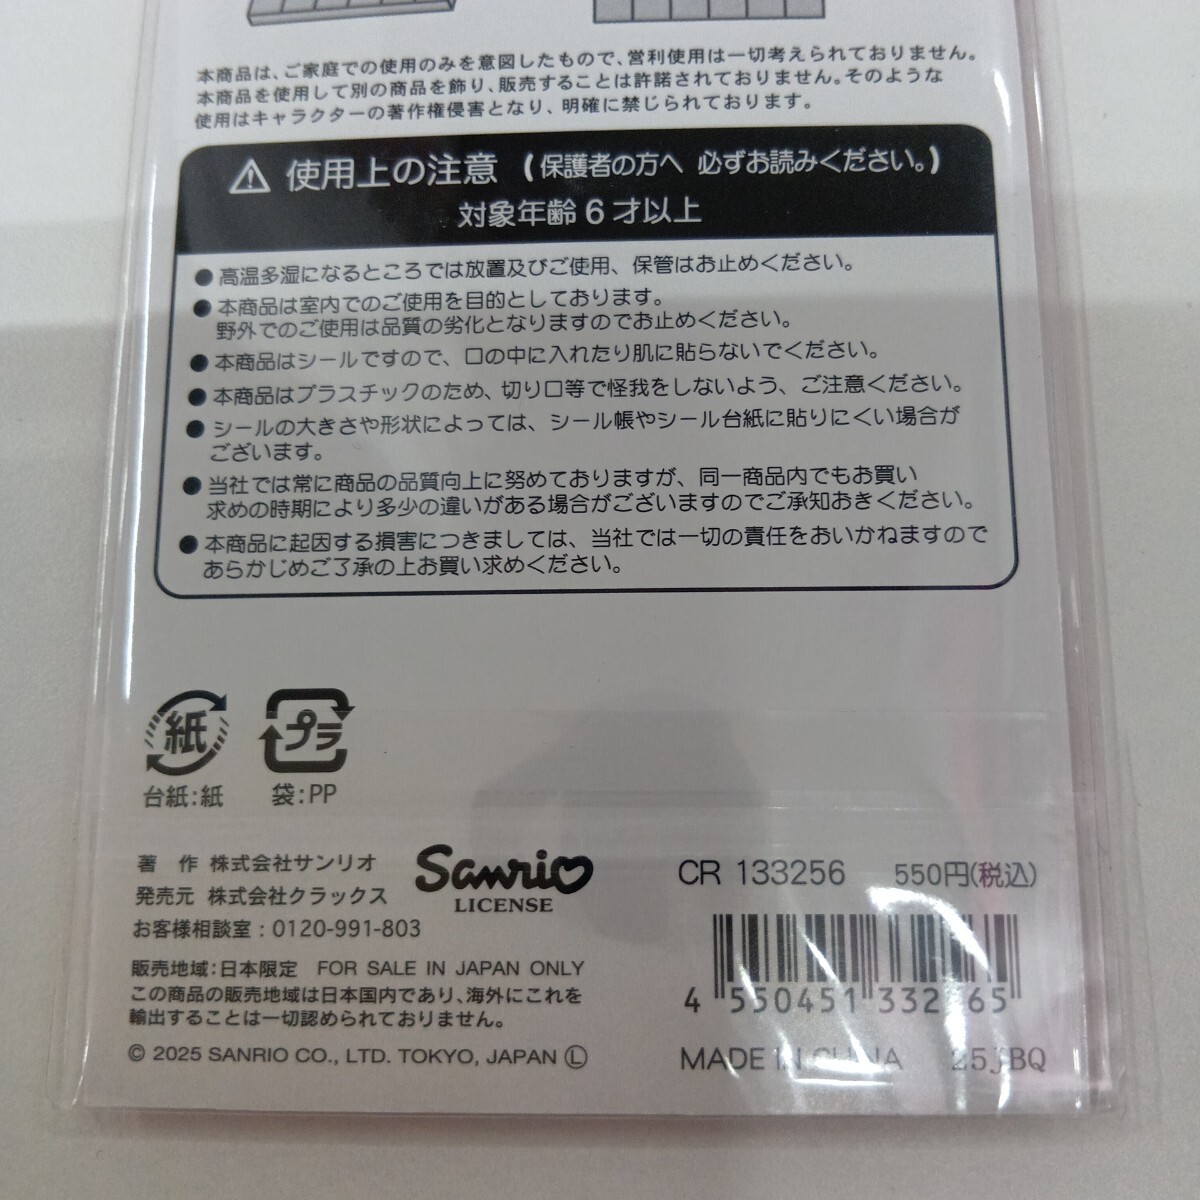 本商品は、ご家庭での使用のみを意図したもので、営利使用は一切考えられておりません。
本商品を使用して別の商品を飾り、販売することは許諾されておりません。そのような
使用はキャラクターの著作権侵害となり、明確に禁じられております。
⚠ 使用上の注意 (保護者の方へ 必ずお読みください。)
対象年齢6才以上
●高温多湿になるところでは放置及びご使用、保管はお止めください。
●本商品は室内でのご使用を目的としております。
野外でのご使用は品質の劣化となりますのでお止めください。
●本商品はシールですので、口の中に入れたり肌に貼らないでください。
●本商品はプラスチックのため、切り口等で怪我をしないよう、ご注意ください。
●シールの大きさや形状によっては、シール帳やシール台紙に貼りにくい場合が
ございます。
●当社では常に商品の品質向上に努めておりますが、同一商品内でもお買い
求めの時期により多少の違いがある場合がございますのでご承知おきください。
●本商品に起因する損害につきましては、当社では一切の責任をおいかねますので
あらかじめご了承の上お買い求めください。
紙 プラ
台紙:紙 袋:PP
著 作 株式会社サンリオ
発売元 株式会社クラックス
Sanrio
LICENSE
お客様相談室:0120-991-803
販売地域:日本限定 FOR SALE IN JAPAN ONLY
この商品の販売地域は日本国内であり、海外にこれを
輸出することは一切認められておりません。
© 2025 SANRIO CO., LTD. TOKYO, JAPAN Ⓛ
CR 133256 550円(税込)
4 550451 332 65
MADE IN CHINA 25JBQ